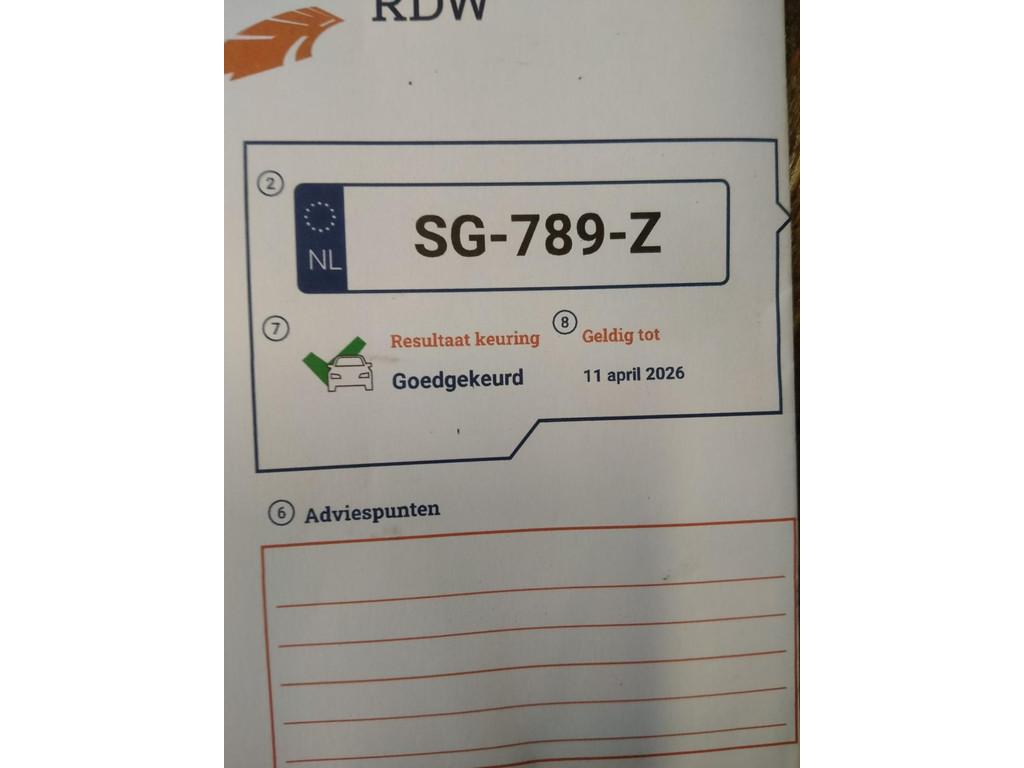 RDW
2
NL SG-789-Z
7 Resultaat keuring 8 Geldig tot
Goedgekeurd 11 april 2026
6 Adviespunten